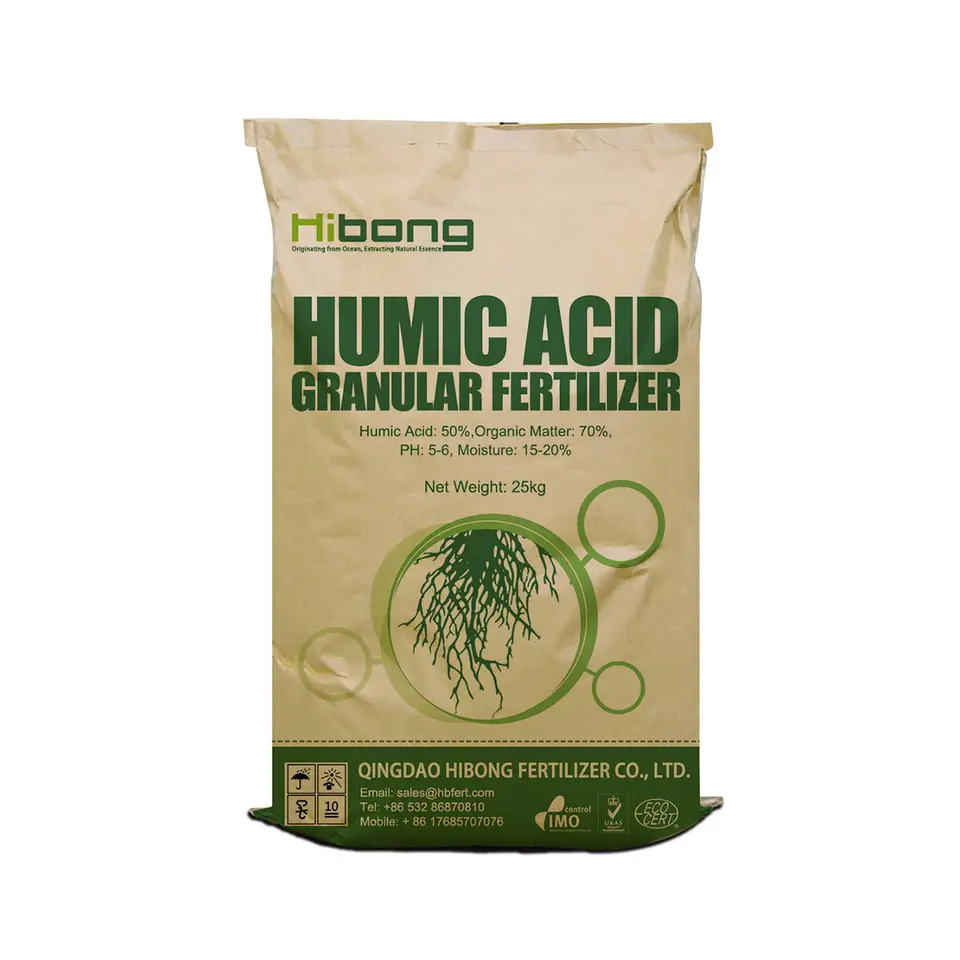 Hibong
Originating from Ocean, Extracting Natural Essence
HUMIC ACID
GRANULAR FERTILIZER
Humic Acid: 50%,Organic Matter: 70%,
PH: 5-6, Moisture: 15-20%
Net Weight: 25kg
QINGDAO HIBONG FERTILIZER CO., LTD.
Email: sales@hbfert.com
Tel: +86 532 86870810
Mobile: + 86 17685707076
10
control
IMO
UKAS
QUALITY
MANAGEMENT
ECO
CERT